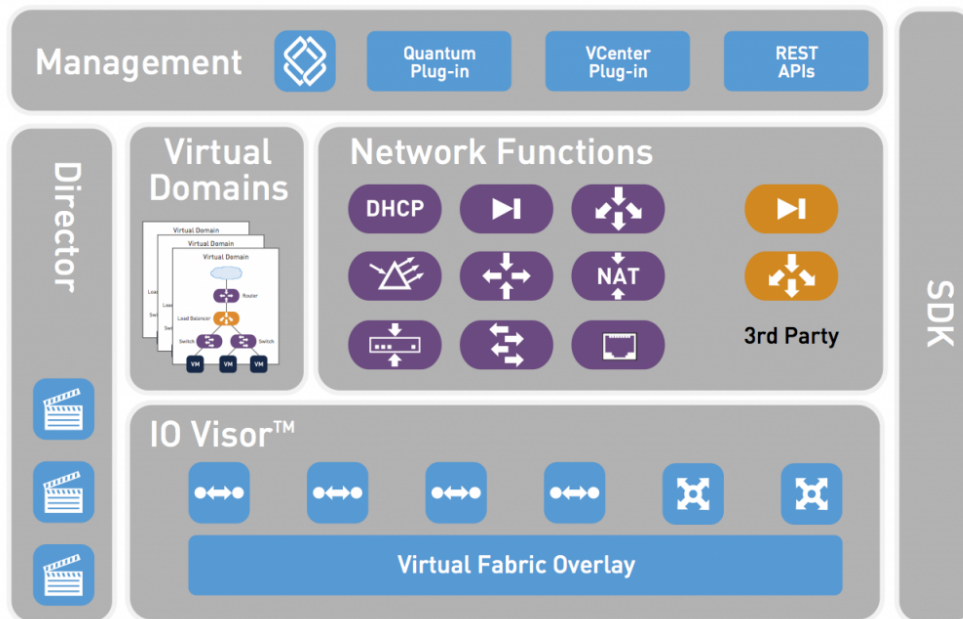 Management
Quantum
Plug-in
VCenter
Plug-in
REST
APIs
Director
Virtual
Domains
Virtual Domain
Virtual Domain
Virtual Domain
Router
Load Balancer
Switch
Switch
VM
VM
VM
Network Functions
DHCP
NAT
3rd Party
SDK
IO Visor™
Virtual Fabric Overlay